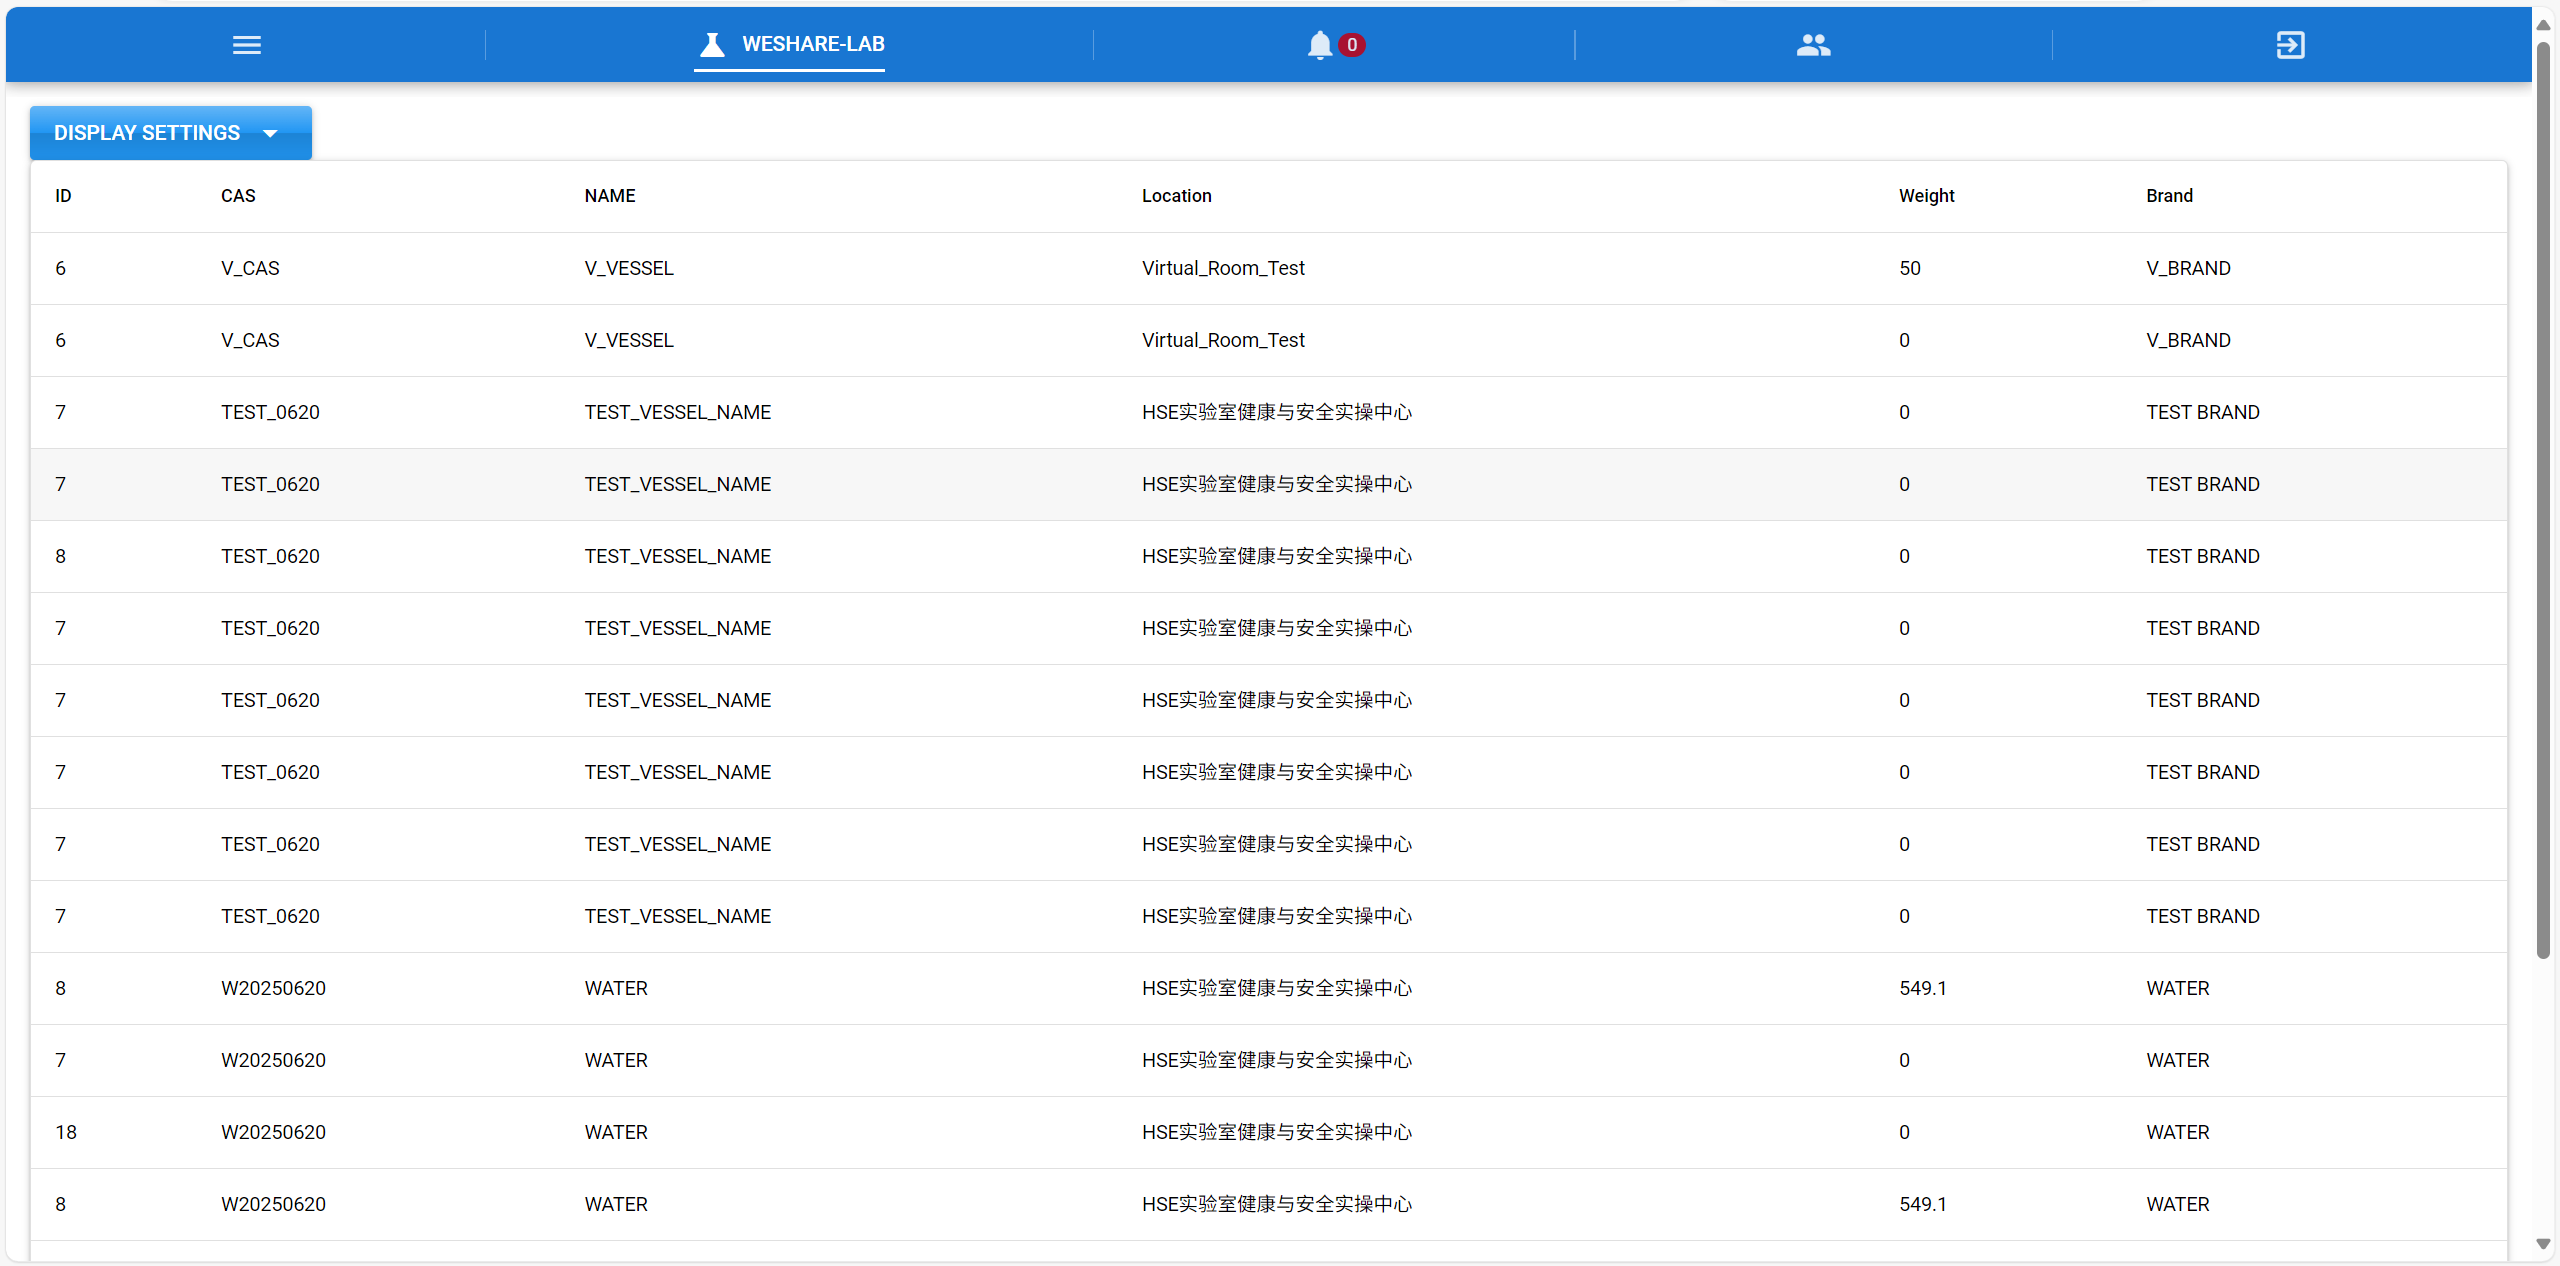 WESHARE-LAB 0
DISPLAY SETTINGS
ID CAS NAME Location Weight Brand
6 V_CAS V_VESSEL Virtual_Room_Test 50 V_BRAND
6 V_CAS V_VESSEL Virtual_Room_Test 0 V_BRAND
7 TEST_0620 TEST_VESSEL_NAME HSE实验室健康与安全实操中心 0 TEST BRAND
7 TEST_0620 TEST_VESSEL_NAME HSE实验室健康与安全实操中心 0 TEST BRAND
8 TEST_0620 TEST_VESSEL_NAME HSE实验室健康与安全实操中心 0 TEST BRAND
7 TEST_0620 TEST_VESSEL_NAME HSE实验室健康与安全实操中心 0 TEST BRAND
7 TEST_0620 TEST_VESSEL_NAME HSE实验室健康与安全实操中心 0 TEST BRAND
7 TEST_0620 TEST_VESSEL_NAME HSE实验室健康与安全实操中心 0 TEST BRAND
7 TEST_0620 TEST_VESSEL_NAME HSE实验室健康与安全实操中心 0 TEST BRAND
7 TEST_0620 TEST_VESSEL_NAME HSE实验室健康与安全实操中心 0 TEST BRAND
8 W20250620 WATER HSE实验室健康与安全实操中心 549.1 WATER
7 W20250620 WATER HSE实验室健康与安全实操中心 0 WATER
18 W20250620 WATER HSE实验室健康与安全实操中心 0 WATER
8 W20250620 WATER HSE实验室健康与安全实操中心 549.1 WATER